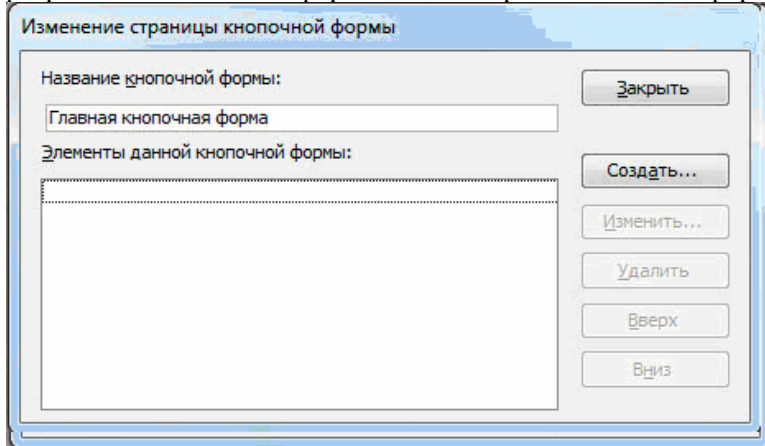 Изменение страницы кнопочной формы
Название кнопочной формы:
Закрыть
Главная кнопочная форма
Элементы данной кнопочной формы:
Создать...
Изменить...
Удалить
Вверх
Вниз